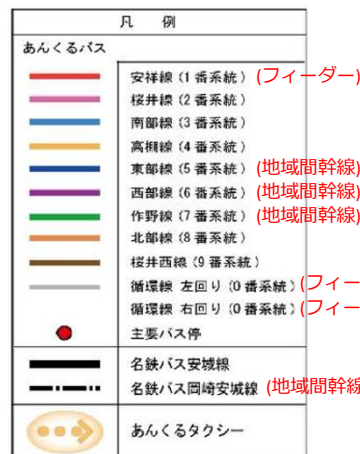 凡 例
あんくるバス
安祥線 (1番系統) (フィーダー)
桜井線 (2番系統)
南部線 (3番系統)
高棚線 (4番系統)
東部線 (5番系統) (地域間幹線)
西部線 (6番系統) (地域間幹線)
作野線 (7番系統) (地域間幹線)
北部線 (8番系統)
桜井西線 (9番系統)
循環線 左回り (0番系統) (フィー
循環線 右回り (0番系統) (フィー
主要バス停
名鉄バス安城線
名鉄バス岡崎安城線 (地域間幹線
あんくるタクシー